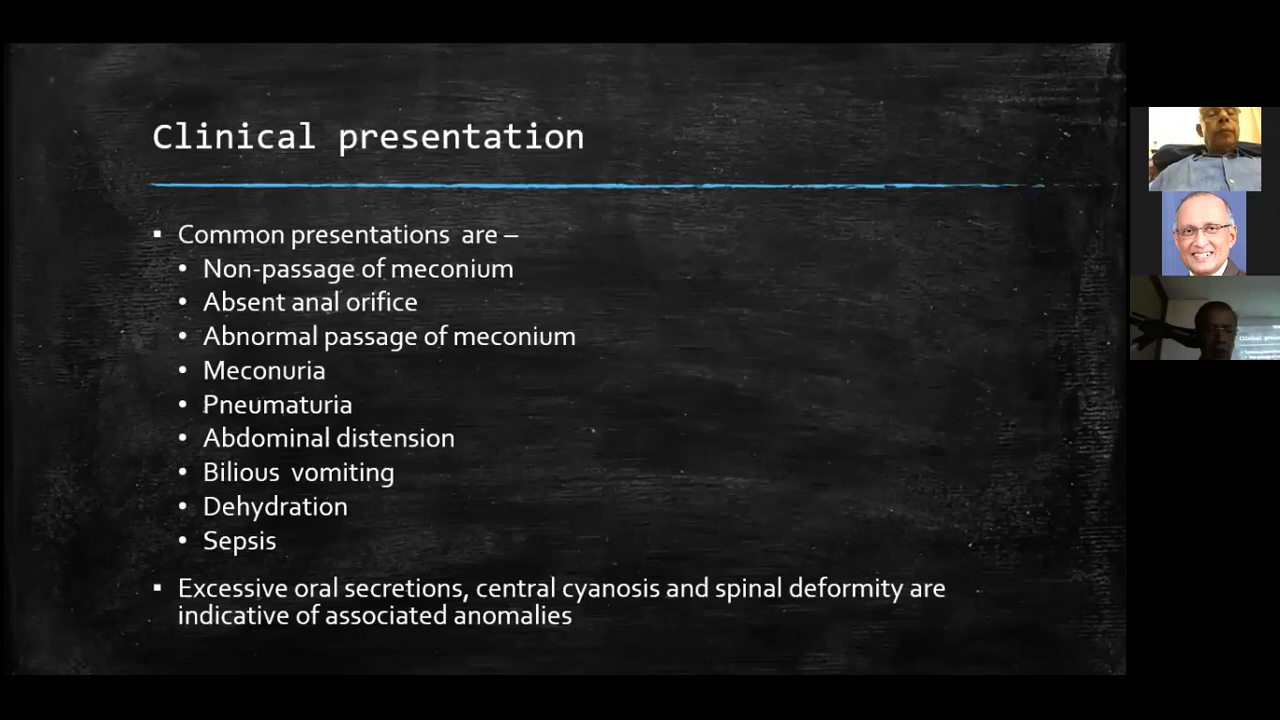 Clinical presentation
▪ Common presentations are –
• Non-passage of meconium
• Absent anal orifice
• Abnormal passage of meconium
• Meconuria
• Pneumaturia
• Abdominal distension
• Bilious vomiting
• Dehydration
• Sepsis
▪ Excessive oral secretions, central cyanosis and spinal deformity are
indicative of associated anomalies